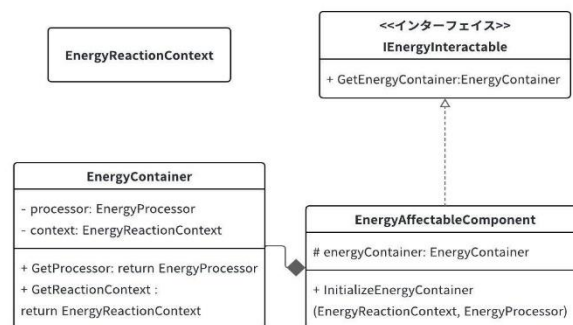 EnergyReactionContext
<<インターフェイス>>
IEnergyInteractable
+ GetEnergyContainer:EnergyContainer
EnergyContainer
- processor: EnergyProcessor
- context: EnergyReactionContext
+ GetProcessor: return EnergyProcessor
+ GetReactionContext :
return EnergyReactionContext
EnergyAffectableComponent
# energyContainer: EnergyContainer
+ InitializeEnergyContainer
(EnergyReactionContext, EnergyProcessor)